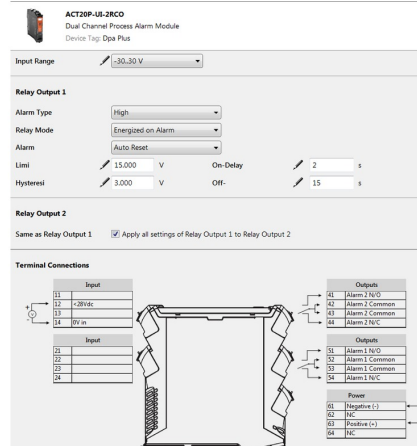 ACT20P-UI-2RCO
Dual Channel Process Alarm Module
Device Tag: Dpa Plus
Input Range -30..30 V
Relay Output 1
Alarm Type High
Relay Mode Energized on Alarm
Alarm Auto Reset
Limi 15.000 V On-Delay 2 s
Hysteresi 3.000 V Off- 15 s
Relay Output 2
Same as Relay Output 1 Apply all settings of Relay Output 1 to Relay Output 2
Terminal Connections
Input
11
12 <28Vdc
13
14 0V in
+ V -
Input
21
22
23
24
Outputs
41 Alarm 2 N/O
42 Alarm 2 Common
43 Alarm 2 Common
44 Alarm 2 N/C
Outputs
51 Alarm 1 N/O
52 Alarm 1 Common
53 Alarm 1 Common
54 Alarm 1 N/C
Power
61 Negative (-)
62 NC
63 Positive (+)
64 NC